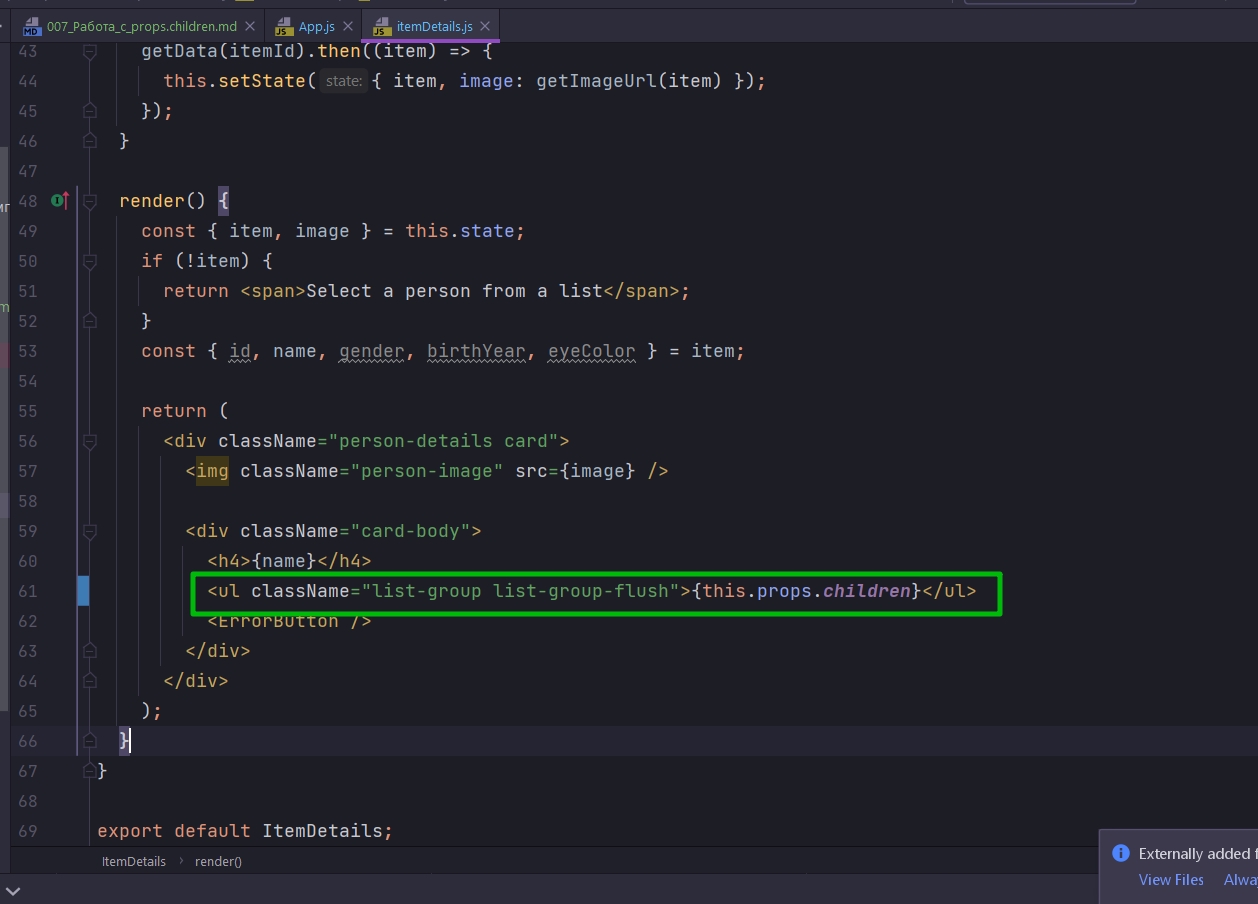 007_Работа_с_props.children.md
App.js
itemDetails.js
43 getData(itemId).then((item) => {
44 this.setState( state: { item, image: getImageUrl(item) });
45 });
46 }
47
48 render() {
49 const { item, image } = this.state;
50 if (!item) {
51 return <span>Select a person from a list</span>;
52 }
53 const { id, name, gender, birthYear, eyeColor } = item;
54
55 return (
56 <div className="person-details card">
57 <img className="person-image" src={image} />
58
59 <div className="card-body">
60 <h4>{name}</h4>
61 <ul className="list-group list-group-flush">{this.props.children}</ul>
62 <ErrorButton />
63 </div>
64 </div>
65 );
66 }
67 }
68
69 export default ItemDetails;
ItemDetails › render()
Externally added f
View Files Alwa